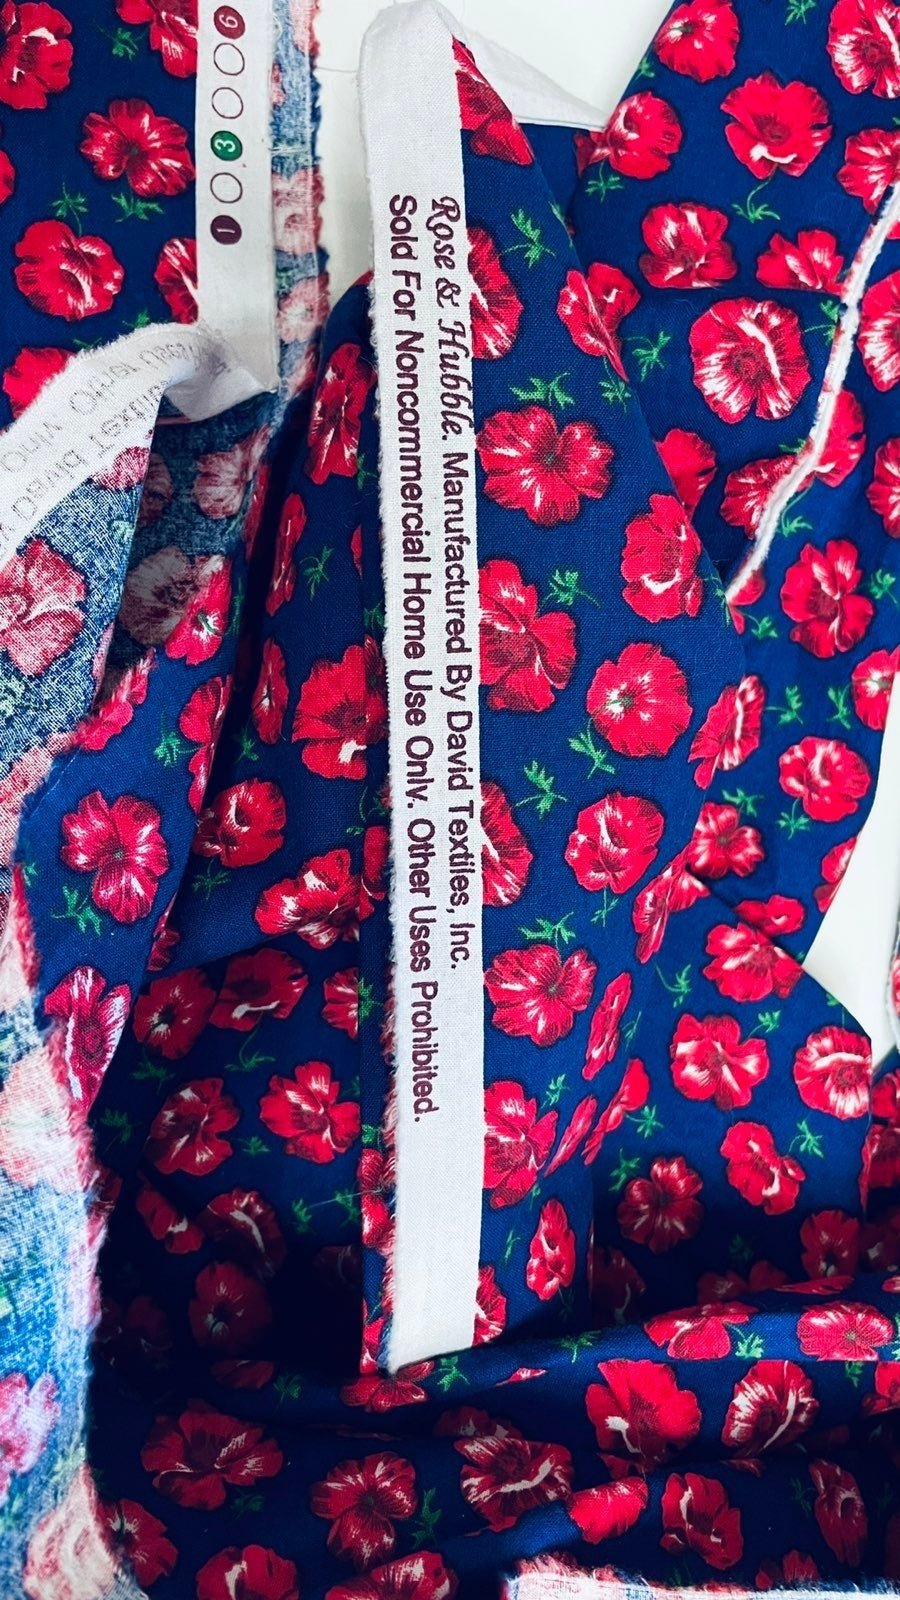 Rose & Hubble. Manufactured By David Textiles, Inc.
Sold For Noncommercial Home Use Only. Other Uses Prohibited.
6 3 1